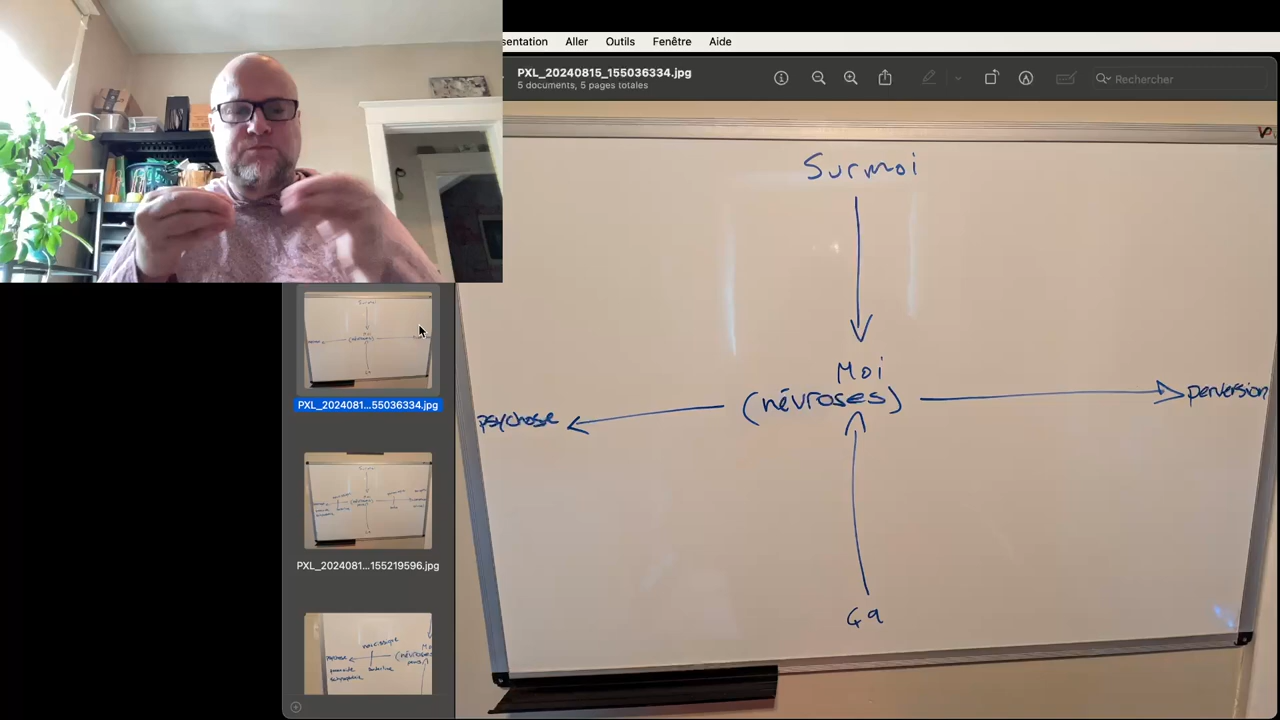 sentation Aller Outils Fenêtre Aide
PXL_20240815_155036334.jpg
5 documents, 5 pages totales
Rechercher
Surmoi
Moi
(névroses)
psychose
perversion
ça
PXL_2024081...55036334.jpg
PXL_2024081...155219596.jpg